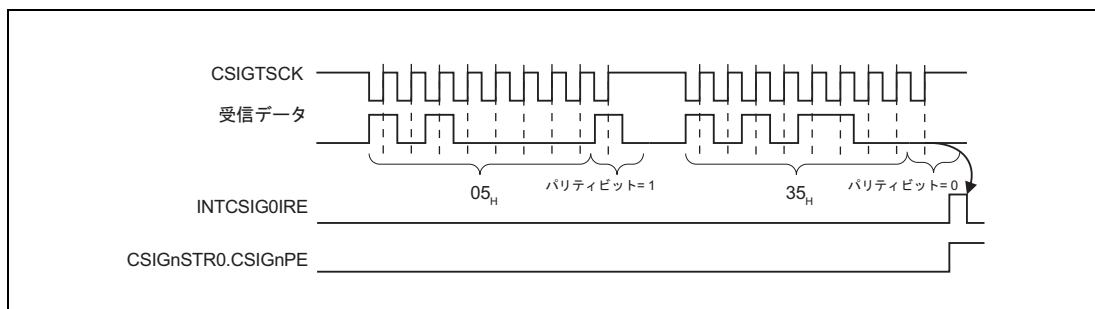 CSIGTSCK
受信データ
05H
パリティビット= 1
35H
パリティビット= 0
INTCSIG0IRE
CSIGnSTR0.CSIGnPE